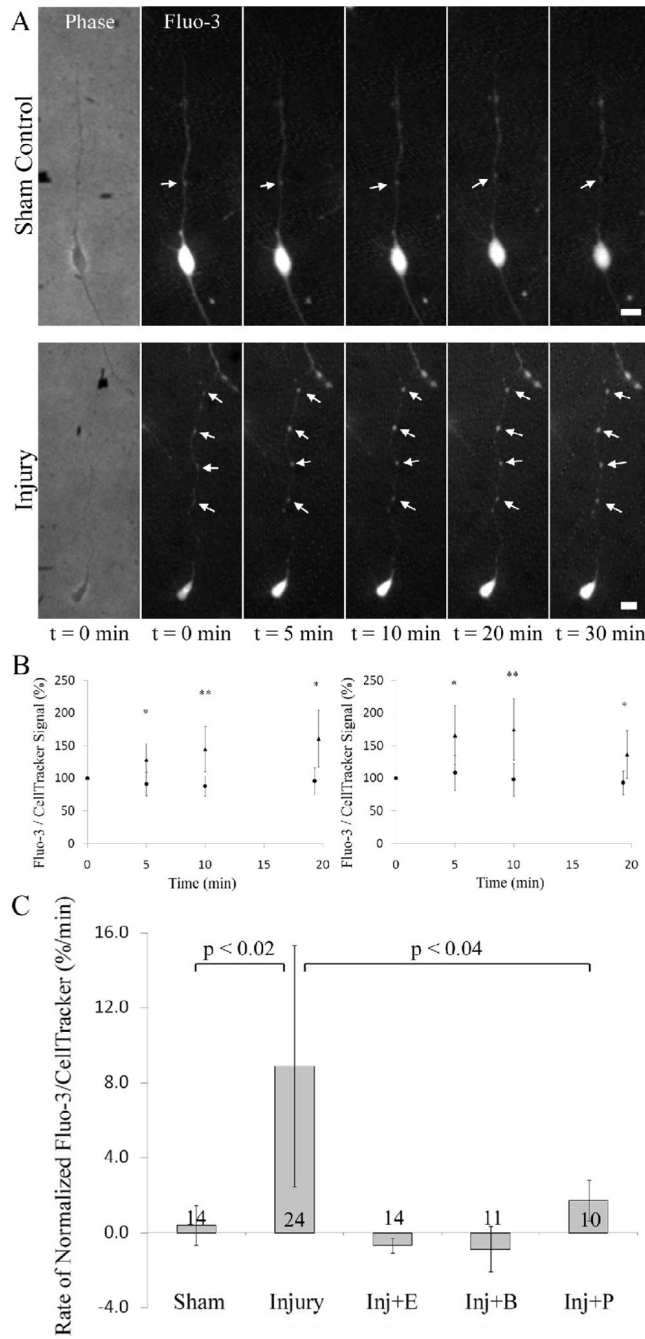 A
Phase
Fluo-3
Sham Control
Injury
t = 0 min
t = 0 min
t = 5 min
t = 10 min
t = 20 min
t = 30 min
B
Fluo-3 / CellTracker Signal (%)
250
200
150
100
50
0
*
**
*
0
5
10
15
20
Time (min)
Fluo-3 / CellTracker Signal (%)
250
200
150
100
50
0
*
**
*
0
5
10
15
20
Time (min)
C
Rate of Normalized Fluo-3/CellTracker (%/min)
16.0
12.0
8.0
4.0
0.0
-4.0
p < 0.02
p < 0.04
14
24
14
11
10
Sham
Injury
Inj+E
Inj+B
Inj+P